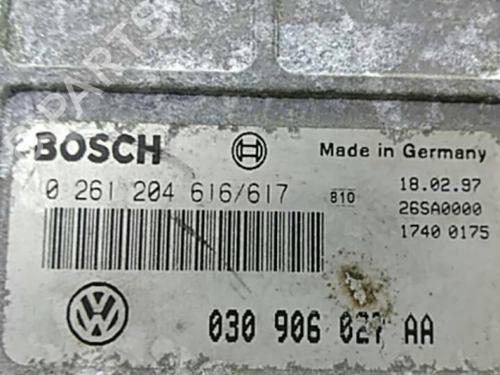 BOSCH
Made in Germany
0 261 204 616/617
810
18.02.97
26SA0000
1740 0175
030 906 027 AA